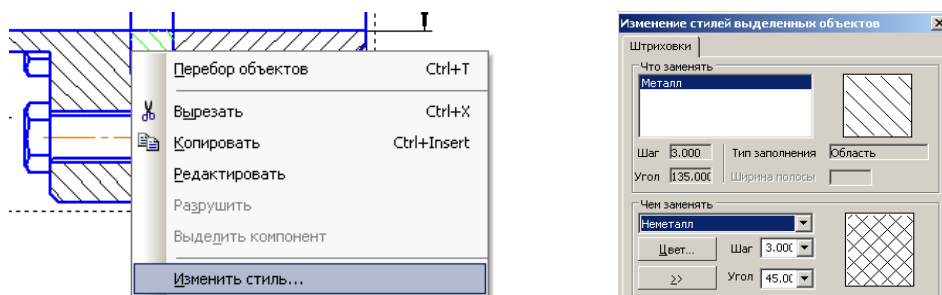 Перебор объектов Ctrl+T
Вырезать Ctrl+X
Копировать Ctrl+Insert
Редактировать
Разрушить
Выделить компонент
Изменить стиль...
Изменение стилей выделенных объектов
Штриховки
Что заменять
Металл
Шаг 3.000 Тип заполнения Область
Угол 135.000 Ширина полосы
Чем заменять
Неметалл
Цвет... Шаг 3.000
>> Угол 45.00